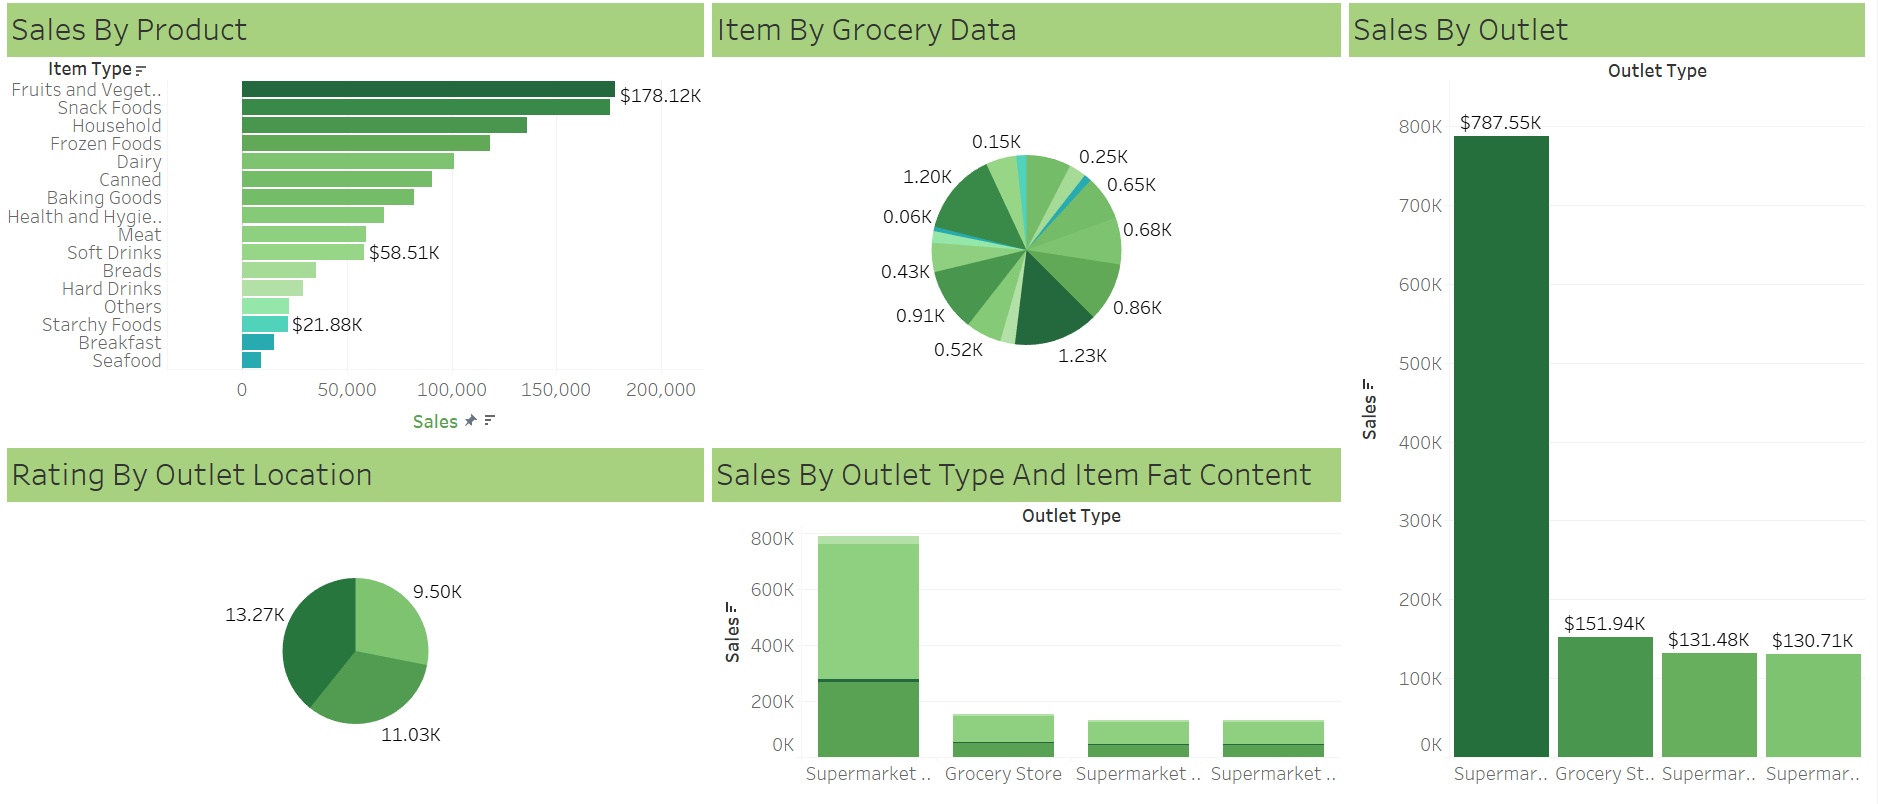 Sales By Product
Item Type
Fruits and Veget..
$178.12K
Snack Foods
Household
Frozen Foods
Dairy
Canned
Baking Goods
Health and Hygie..
Meat
Soft Drinks
$58.51K
Breads
Hard Drinks
Others
Starchy Foods
$21.88K
Breakfast
Seafood
0 50,000 100,000 150,000 200,000
Sales
Item By Grocery Data
0.15K
0.25K
1.20K
0.65K
0.06K
0.68K
0.43K
0.86K
0.91K
0.52K
1.23K
Sales By Outlet
Outlet Type
800K
$787.55K
700K
600K
500K
400K
300K
200K
100K
0K
Sales
$151.94K
$131.48K
$130.71K
Supermar.. Grocery St.. Supermar.. Supermar..
Rating By Outlet Location
9.50K
13.27K
11.03K
Sales By Outlet Type And Item Fat Content
Outlet Type
800K
600K
400K
200K
0K
Sales
Supermarket .. Grocery Store Supermarket .. Supermarket ..